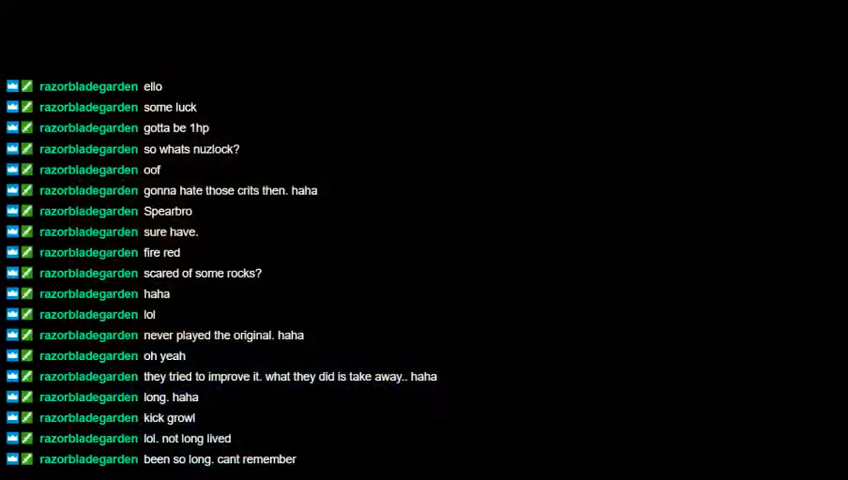 razorbladegarden ello
razorbladegarden some luck
razorbladegarden gotta be 1hp
razorbladegarden so whats nuzlock?
razorbladegarden oof
razorbladegarden gonna hate those crits then. haha
razorbladegarden Spearbro
razorbladegarden sure have.
razorbladegarden fire red
razorbladegarden scared of some rocks?
razorbladegarden haha
razorbladegarden lol
razorbladegarden never played the original. haha
razorbladegarden oh yeah
razorbladegarden they tried to improve it. what they did is take away.. haha
razorbladegarden long. haha
razorbladegarden kick growl
razorbladegarden lol. not long lived
razorbladegarden been so long. cant remember